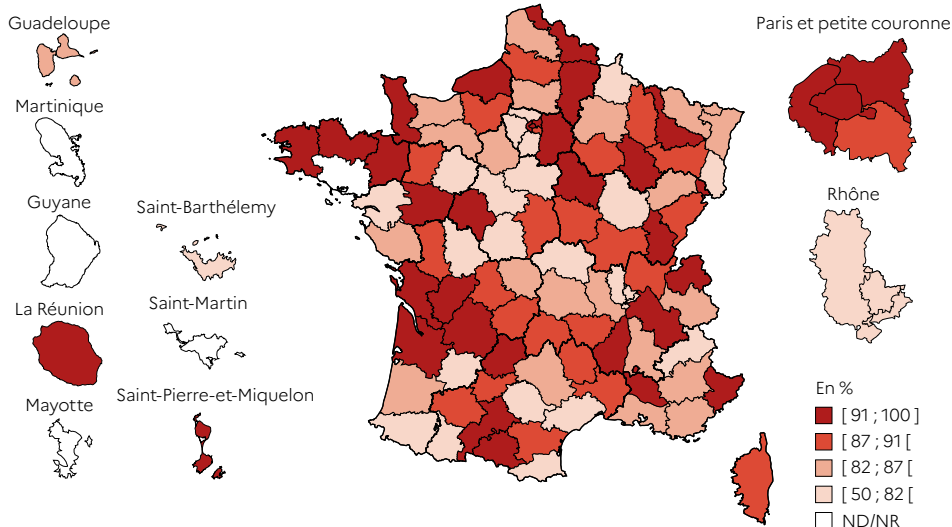 Guadeloupe
Martinique
Guyane
La Réunion
Mayotte
Saint-Barthélemy
Saint-Martin
Saint-Pierre-et-Miquelon
Paris et petite couronne
Rhône
En %
[ 91 ; 100 ]
[ 87 ; 91 [
[ 82 ; 87 [
[ 50 ; 82 [
ND/NR